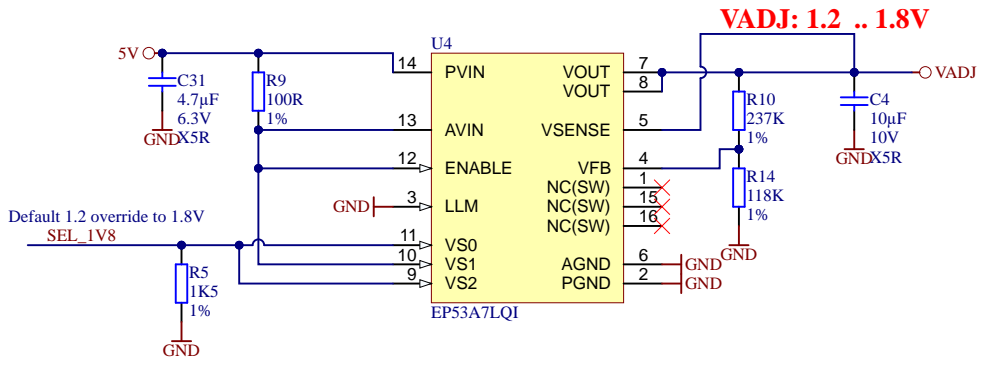 VADJ: 1.2 .. 1.8V
5V
C31
4.7µF
6.3V
X5R
GND
R9
100R
1%
U4
14 PVIN
13 AVIN
12 ENABLE
GND 3 LLM
11 VS0
10 VS1
9 VS2
VOUT 7
VOUT 8
VSENSE 5
VFB 4
NC(SW) 1
NC(SW) 15
NC(SW) 16
AGND 6 GND
PGND 2 GND
EP53A7LQI
R10
237K
1%
R14
118K
1%
GND
C4
10µF
10V
X5R
GND
VADJ
Default 1.2 override to 1.8V
SEL_1V8
R5
1K5
1%
GND